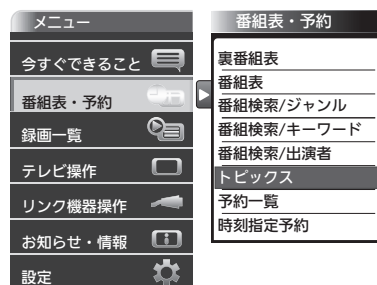 メニュー
今すぐできること
番組表・予約
録画一覧
テレビ操作
リンク機器操作
お知らせ・情報
設定
番組表・予約
裏番組表
番組表
番組検索/ジャンル
番組検索/キーワード
番組検索/出演者
トピックス
予約一覧
時刻指定予約